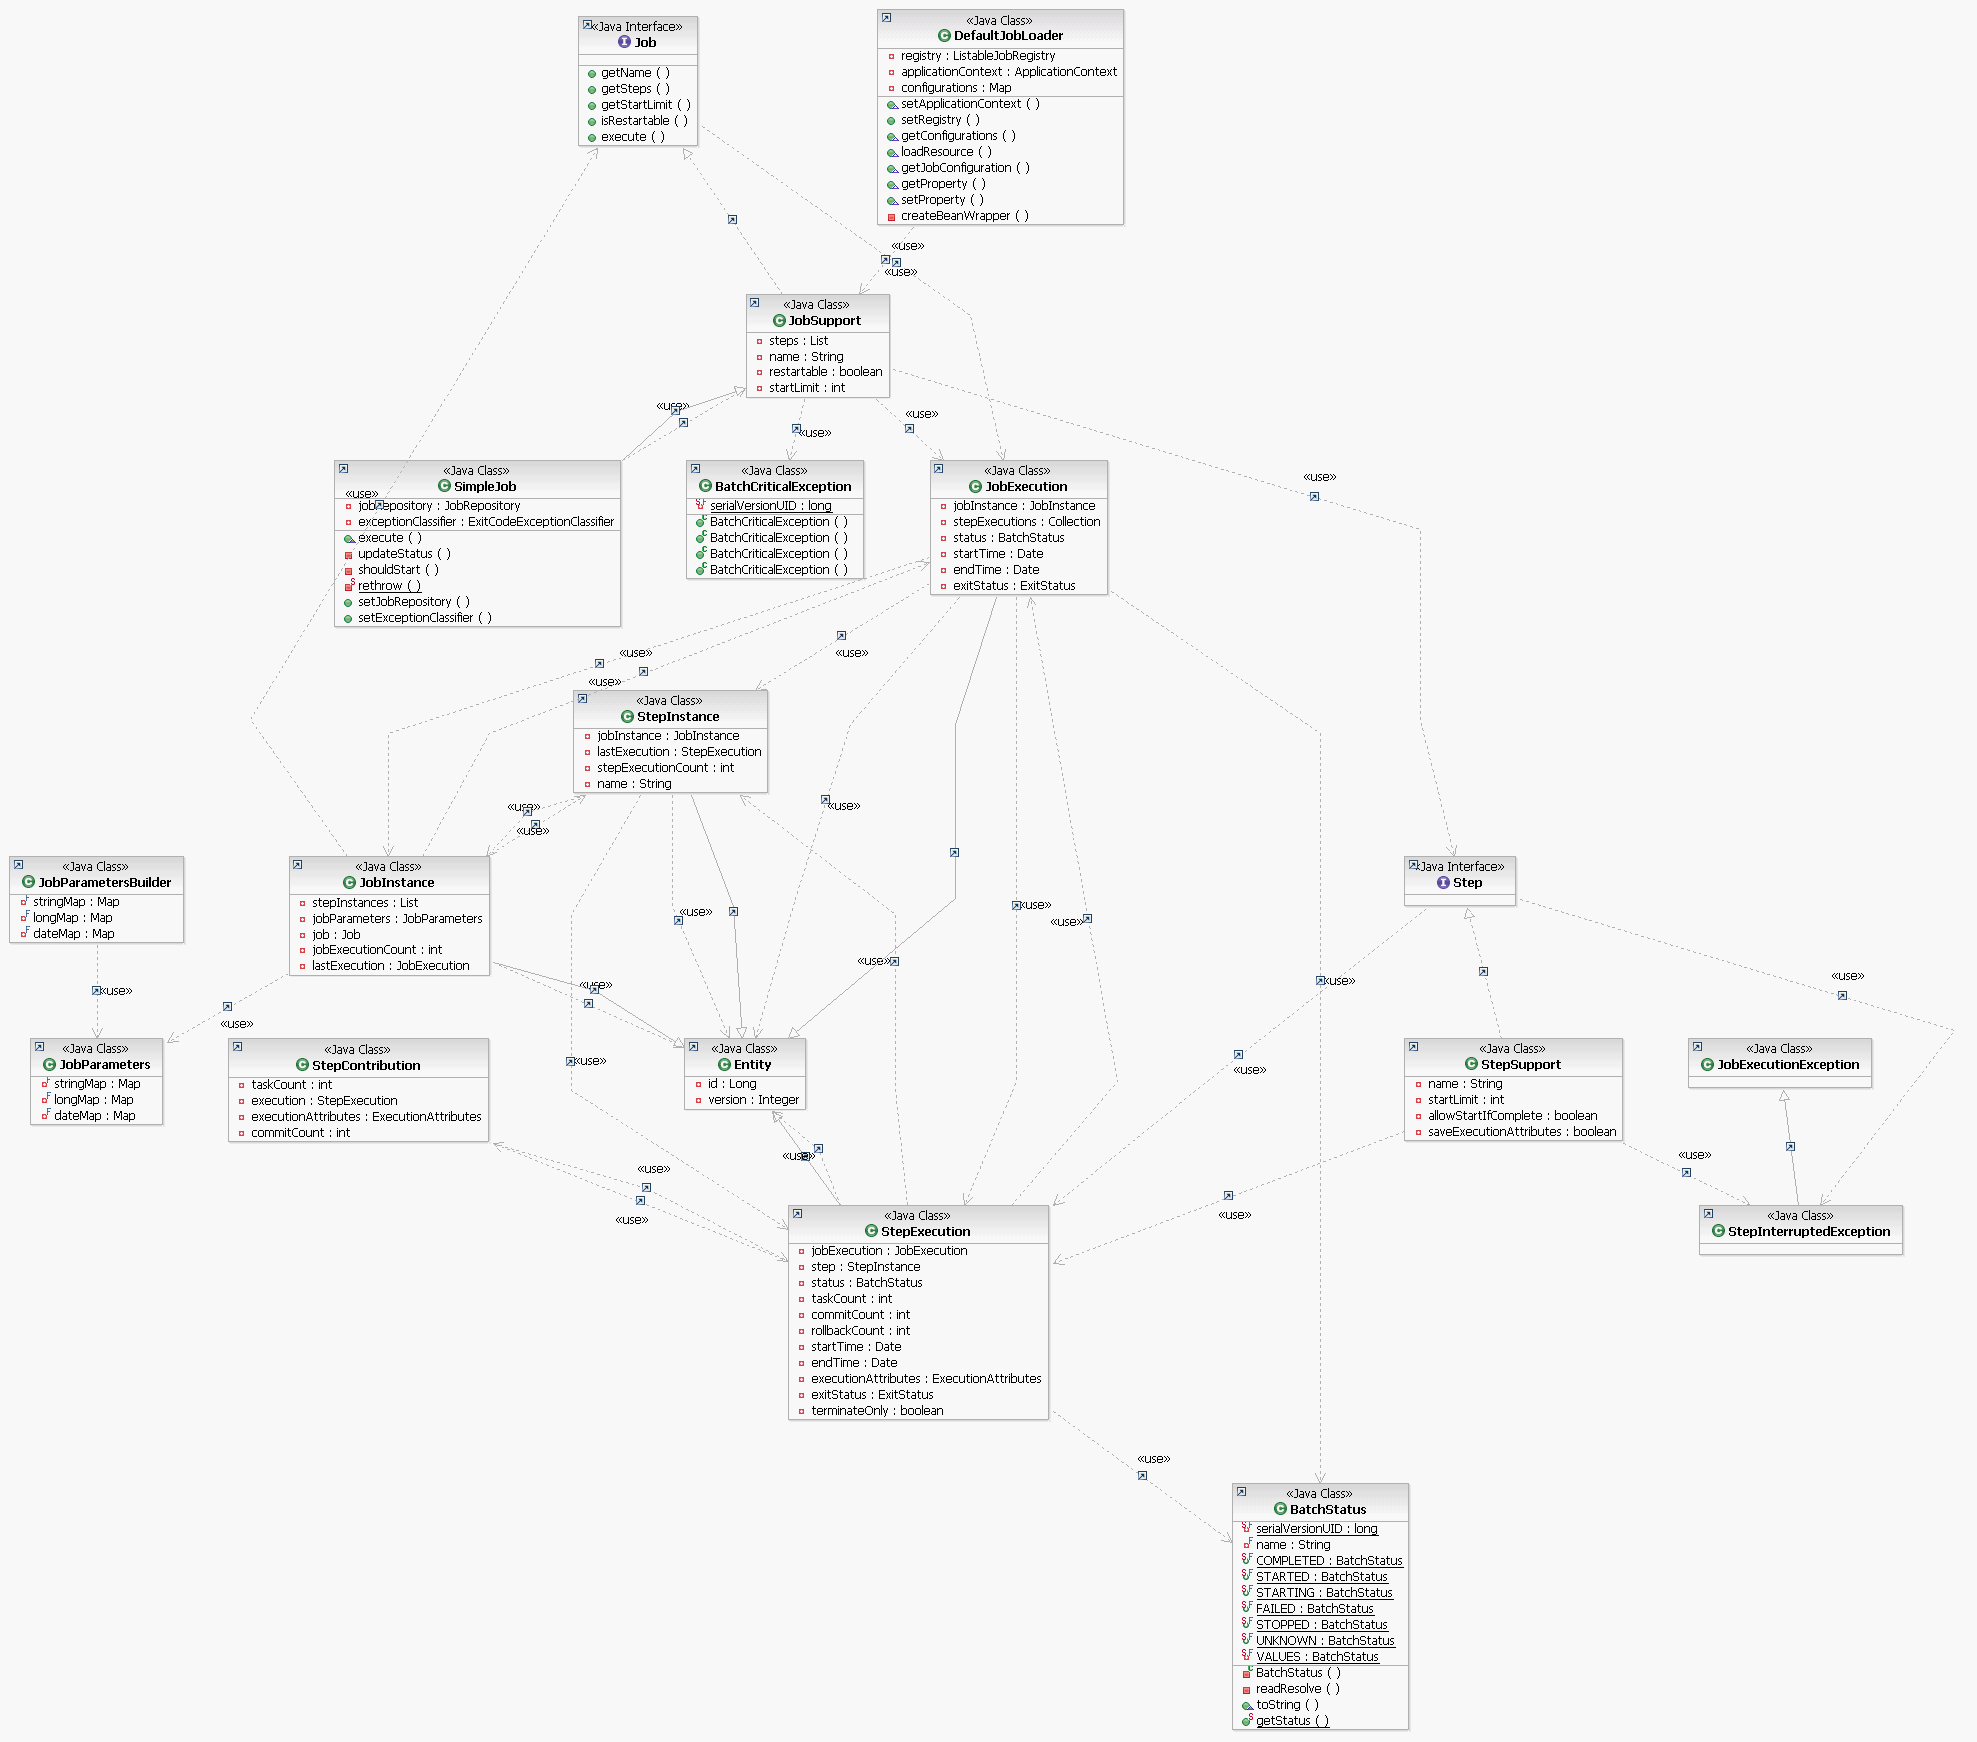 «Java Interface»
Job
getName ( )
getSteps ( )
getStartLimit ( )
isRestartable ( )
execute ( )
«Java Class»
DefaultJobLoader
registry : ListableJobRegistry
applicationContext : ApplicationContext
configurations : Map
setApplicationContext ( )
setRegistry ( )
getConfigurations ( )
loadResource ( )
getJobConfiguration ( )
getProperty ( )
setProperty ( )
createBeanWrapper ( )
«use»
«use»
«Java Class»
JobSupport
steps : List
name : String
restartable : boolean
startLimit : int
«use»
«use»
«use»
«use»
«Java Class»
SimpleJob
«use»
jobRepository : JobRepository
exceptionClassifier : ExitCodeExceptionClassifier
execute ( )
updateStatus ( )
shouldStart ( )
rethrow ( )
setJobRepository ( )
setExceptionClassifier ( )
«Java Class»
BatchCriticalException
serialVersionUID : long
BatchCriticalException ( )
BatchCriticalException ( )
BatchCriticalException ( )
BatchCriticalException ( )
«Java Class»
JobExecution
jobInstance : JobInstance
stepExecutions : Collection
status : BatchStatus
startTime : Date
endTime : Date
exitStatus : ExitStatus
«use»
«use»
«use»
«Java Class»
StepInstance
jobInstance : JobInstance
lastExecution : StepExecution
stepExecutionCount : int
name : String
«use»
«use»
«use»
«Java Class»
JobParametersBuilder
stringMap : Map
longMap : Map
dateMap : Map
«Java Class»
JobInstance
stepInstances : List
jobParameters : JobParameters
job : Job
jobExecutionCount : int
lastExecution : JobExecution
«Java Interface»
Step
«use»
«use»
«use»
«use»
«use»
«use»
«use»
«use»
«use»
«use»
«Java Class»
JobParameters
stringMap : Map
longMap : Map
dateMap : Map
«Java Class»
StepContribution
taskCount : int
execution : StepExecution
executionAttributes : ExecutionAttributes
commitCount : int
«use»
«Java Class»
Entity
id : Long
version : Integer
«use»
«Java Class»
StepSupport
name : String
startLimit : int
allowStartIfComplete : boolean
saveExecutionAttributes : boolean
«Java Class»
JobExecutionException
«use»
«use»
«use»
«use»
«use»
«Java Class»
StepExecution
jobExecution : JobExecution
step : StepInstance
status : BatchStatus
taskCount : int
commitCount : int
rollbackCount : int
startTime : Date
endTime : Date
executionAttributes : ExecutionAttributes
exitStatus : ExitStatus
terminateOnly : boolean
«Java Class»
StepInterruptedException
«use»
«Java Class»
BatchStatus
serialVersionUID : long
name : String
COMPLETED : BatchStatus
STARTED : BatchStatus
STARTING : BatchStatus
FAILED : BatchStatus
STOPPED : BatchStatus
UNKNOWN : BatchStatus
VALUES : BatchStatus
BatchStatus ( )
readResolve ( )
toString ( )
getStatus ( )